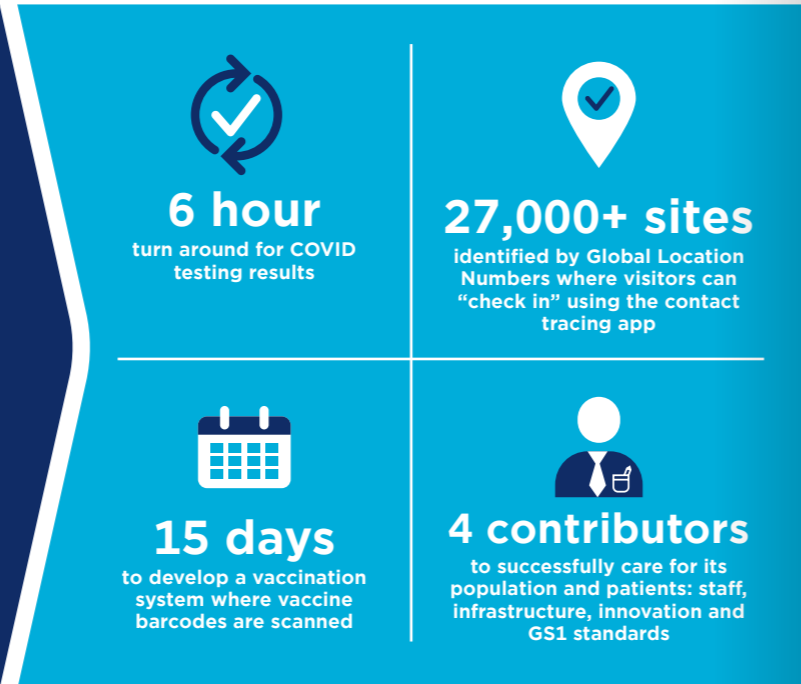 6 hour
turn around for COVID
testing results
27,000+ sites
identified by Global Location
Numbers where visitors can
“check in” using the contact
tracing app
15 days
to develop a vaccination
system where vaccine
barcodes are scanned
4 contributors
to successfully care for its
population and patients: staff,
infrastructure, innovation and
GS1 standards